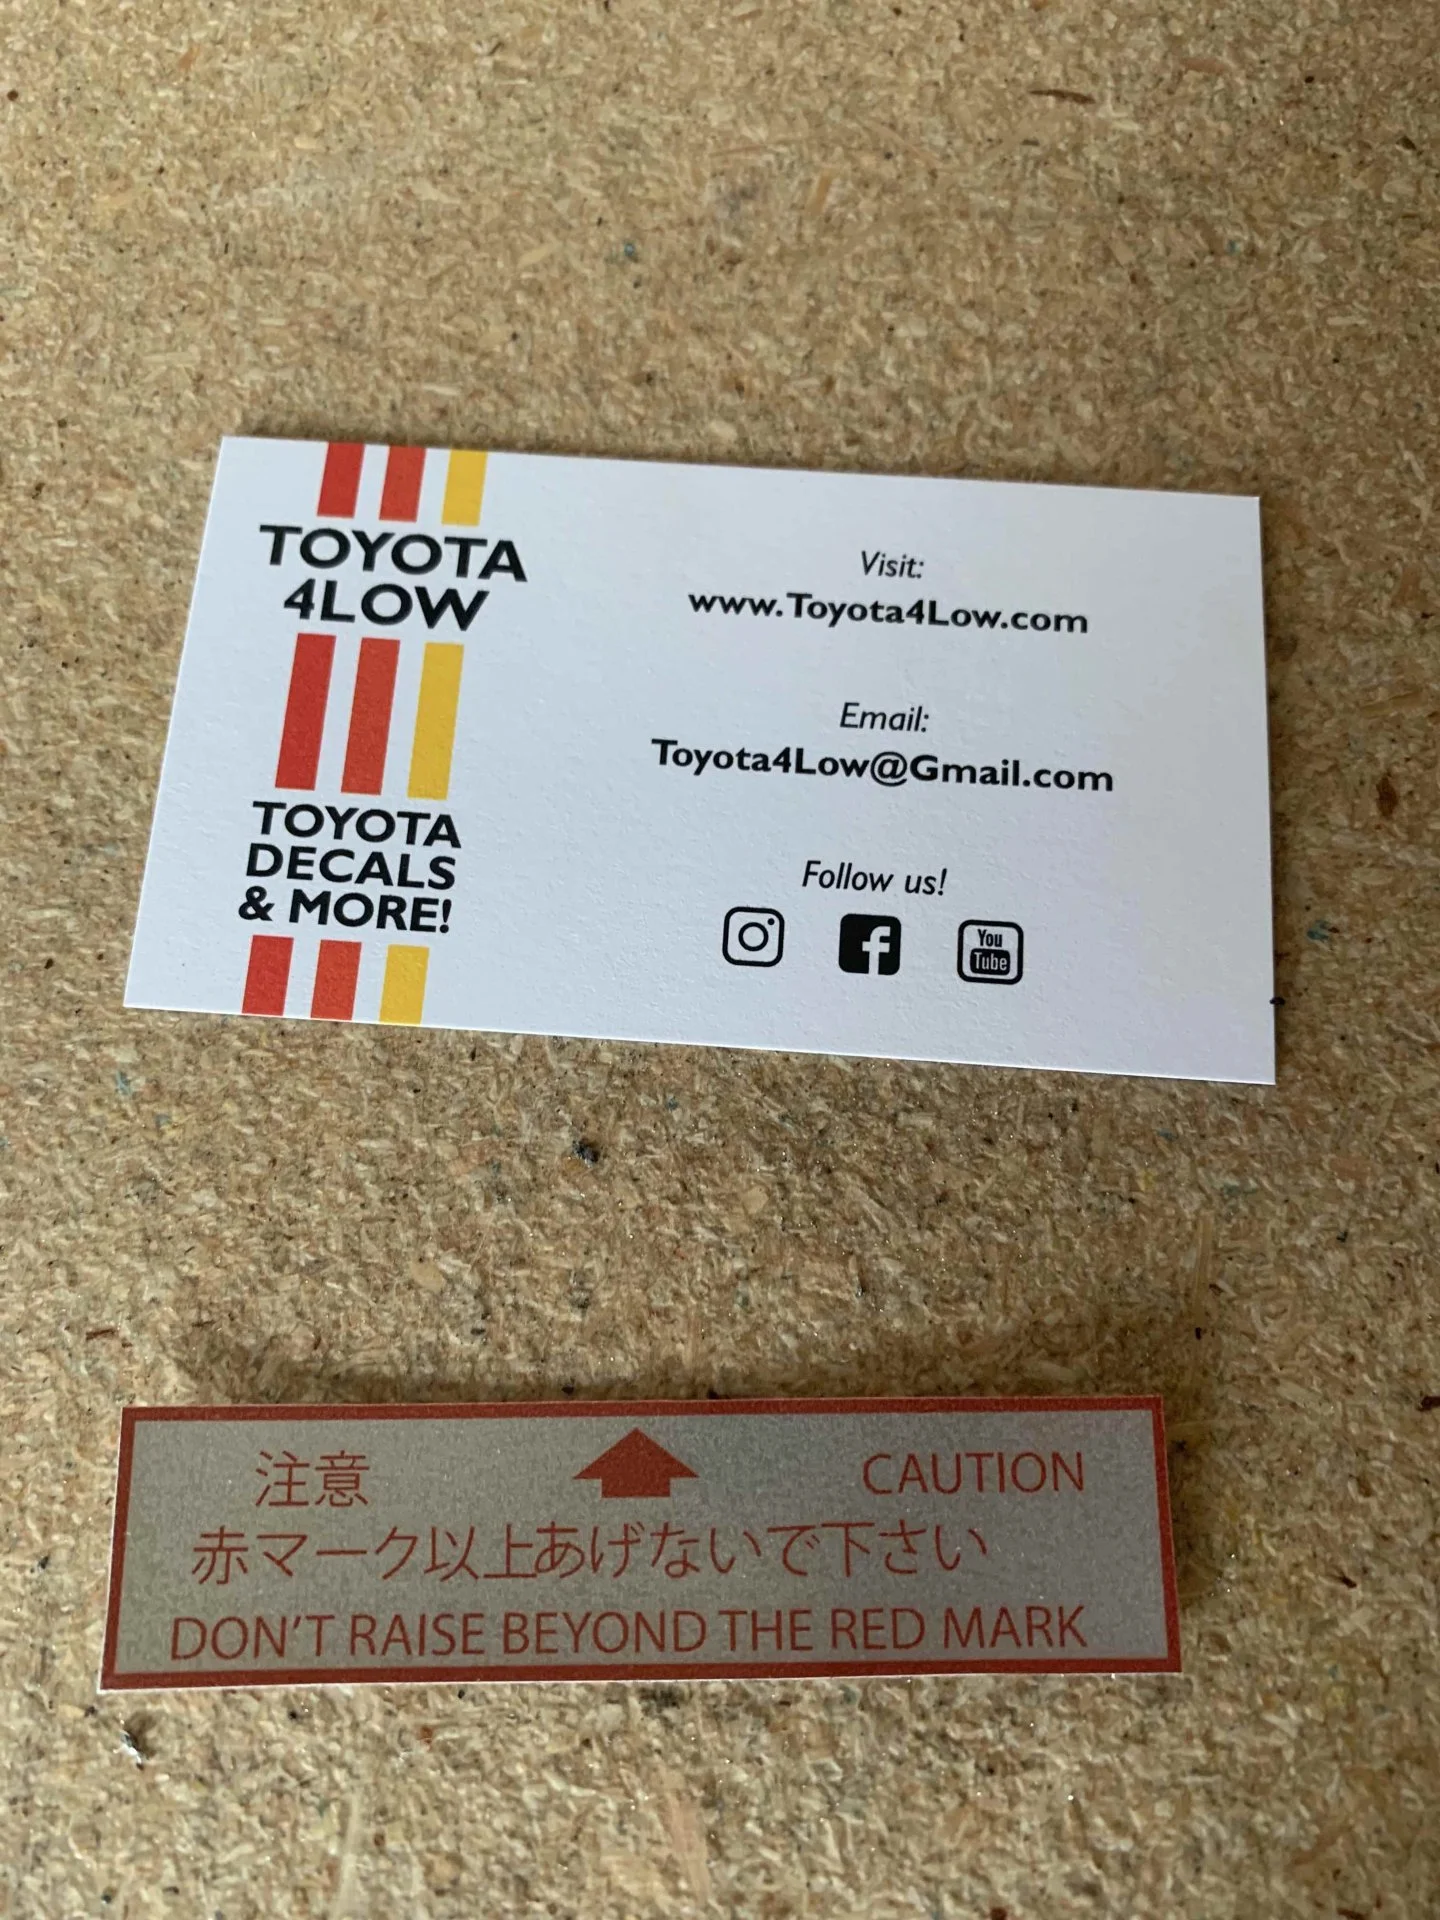 TOYOTA
4LOW
TOYOTA
DECALS
& MORE!
Visit:
www.Toyota4Low.com
Email:
Toyota4Low@Gmail.com
Follow us!
You
Tube
注意 CAUTION
赤マーク以上あげないで下さい
DON'T RAISE BEYOND THE RED MARK